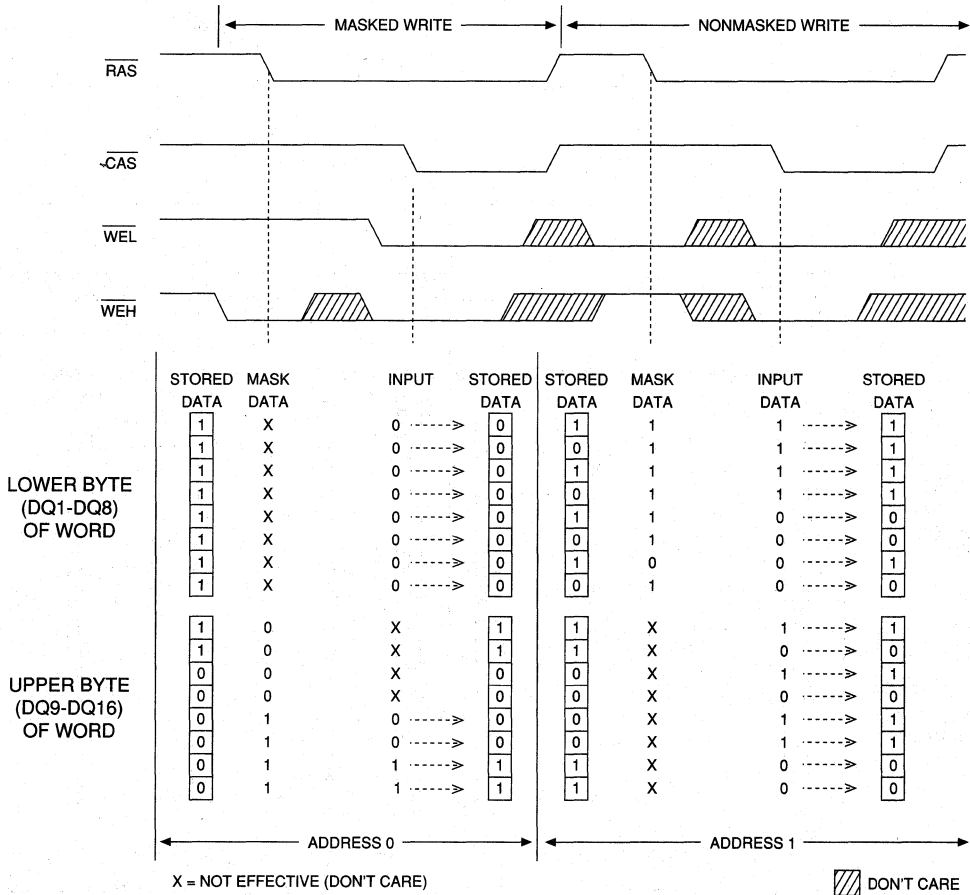 MASKED WRITE NONMASKED WRITE
RAS
CAS
WEL
WEH
STORED MASK INPUT STORED STORED MASK INPUT STORED
DATA DATA DATA DATA DATA DATA DATA
1 X 0 0 1 1 1 1
1 X 0 0 0 1 1 1
1 X 0 0 1 1 1 1
1 X 0 0 0 1 1 1
1 X 0 0 1 1 0 0
1 X 0 0 0 1 0 0
1 X 0 0 1 0 0 1
1 X 0 0 0 1 0 0
LOWER BYTE
(DQ1-DQ8)
OF WORD
1 0 X 1 1 X 1 1
1 0 X 1 1 X 0 0
0 0 X 0 0 X 1 1
0 0 X 0 0 X 0 0
0 1 0 0 0 X 1 1
0 1 0 0 0 X 1 1
0 1 1 1 1 X 0 0
0 1 1 1 1 X 0 0
UPPER BYTE
(DQ9-DQ16)
OF WORD
ADDRESS 0 ADDRESS 1
X = NOT EFFECTIVE (DON'T CARE) DON'T CARE